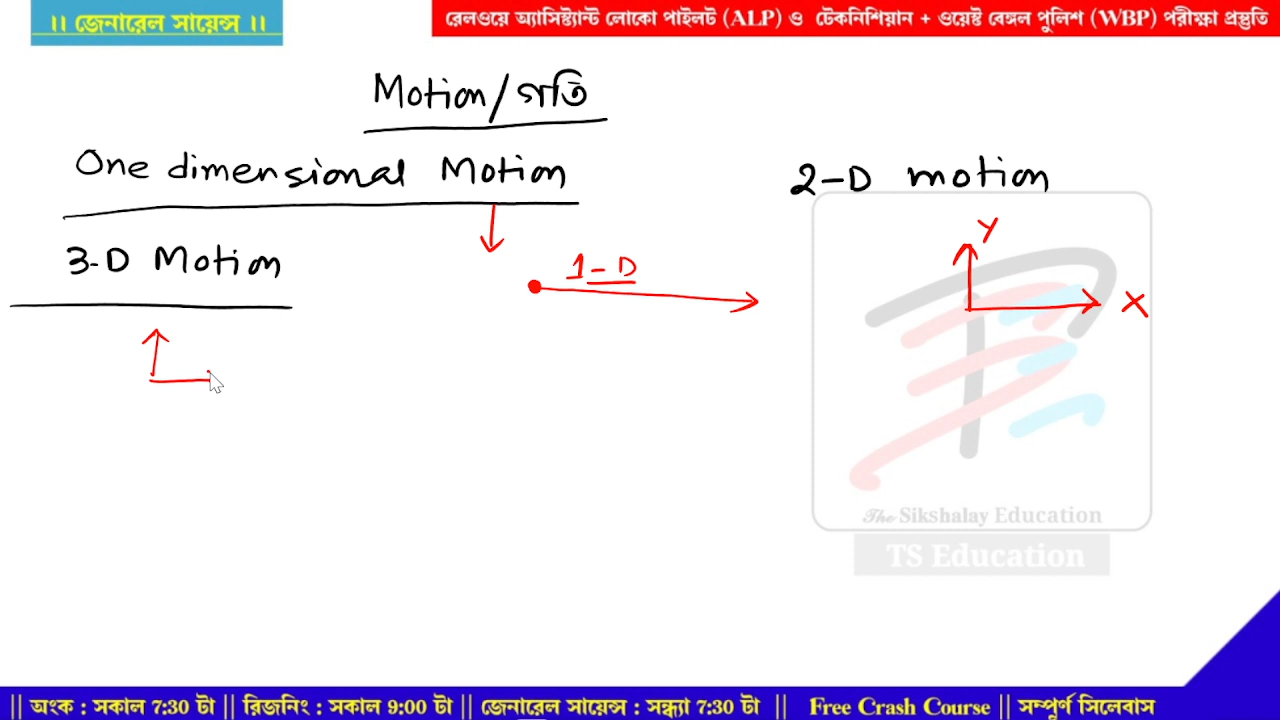 ।। জেনারেল সায়েন্স ।।
রেলওয়ে অ্যাসিস্ট্যান্ট লোকো পাইলট (ALP) ও টেকনিশিয়ান + ওয়েস্ট বেঙ্গল পুলিশ (WBP) পরীক্ষা প্রস্তুতি
Motion/গতি
One dimensional Motion
2-D motion
3-D Motion
1-D
Y
X
The Sikshalay Education
TS Education
|| অংক : সকাল 7:30 টা || রিজনিং : সকাল 9:00 টা || জেনারেল সায়েন্স : সন্ধ্যা 7:30 টা || Free Crash Course || সম্পূর্ণ সিলেবাস